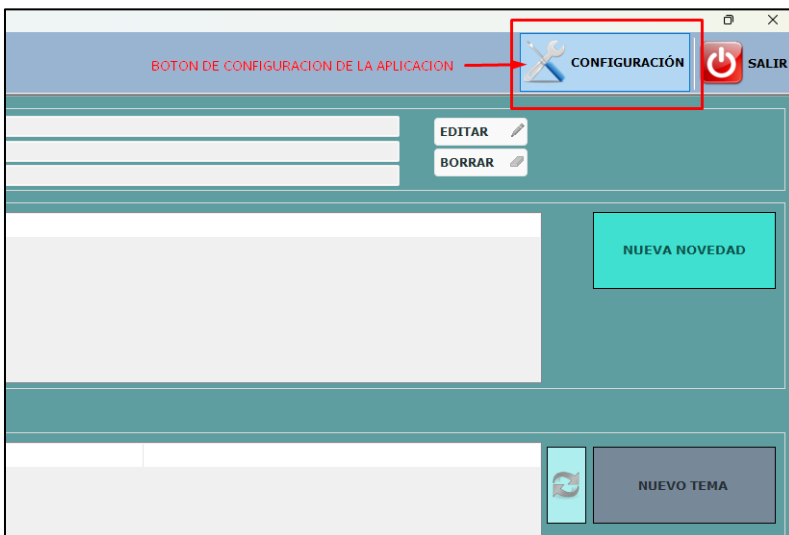 BOTON DE CONFIGURACION DE LA APLICACION
CONFIGURACIÓN
SALIR
EDITAR
BORRAR
NUEVA NOVEDAD
NUEVO TEMA